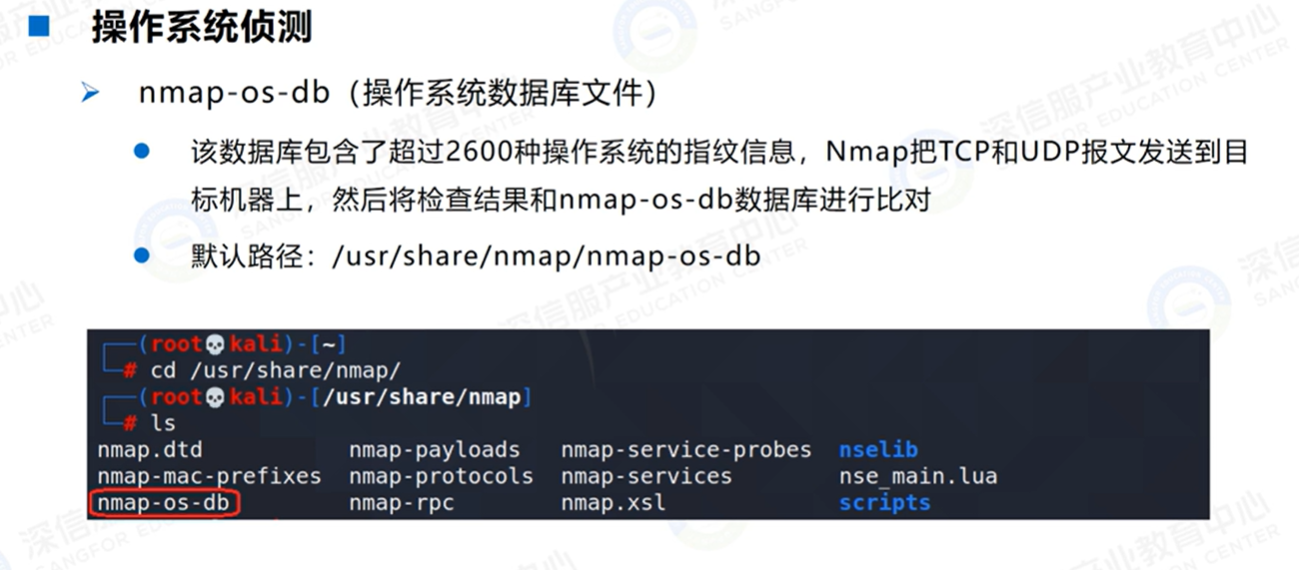 操作系统侦测
nmap-os-db（操作系统数据库文件）
该数据库包含了超过2600种操作系统的指纹信息，Nmap把TCP和UDP报文发送到目
标机器上，然后将检查结果和nmap-os-db数据库进行比对
默认路径：/usr/share/nmap/nmap-os-db
┌──(root💀kali)-[~]
└─# cd /usr/share/nmap/
┌──(root💀kali)-[/usr/share/nmap]
└─# ls
nmap.dtd nmap-payloads nmap-service-probes nselib
nmap-mac-prefixes nmap-protocols nmap-services nse_main.lua
nmap-os-db nmap-rpc nmap.xsl scripts
深信服产业教育中心
SANGFOR EDUCATION CENTER